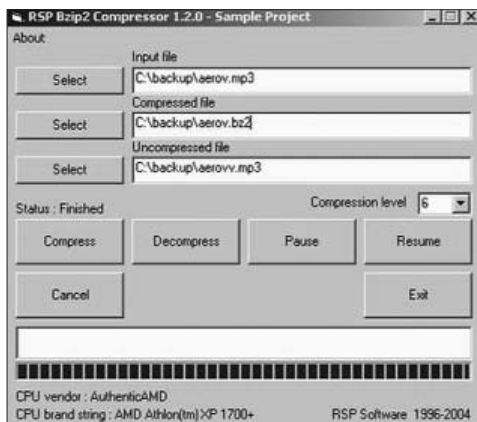 RSP Bzip2 Compressor 1.2.0 - Sample Project
About
Input file
Select C:\backup\aerov.mp3
Compressed file
Select C:\backup\aerov.bz2
Uncompressed file
Select C:\backup\aerovv.mp3
Status : Finished Compression level 6
Compress Decompress Pause Resume
Cancel Exit
CPU vendor : AuthenticAMD
CPU brand string : AMD Athlon(tm) XP 1700+ RSP Software 1996-2004